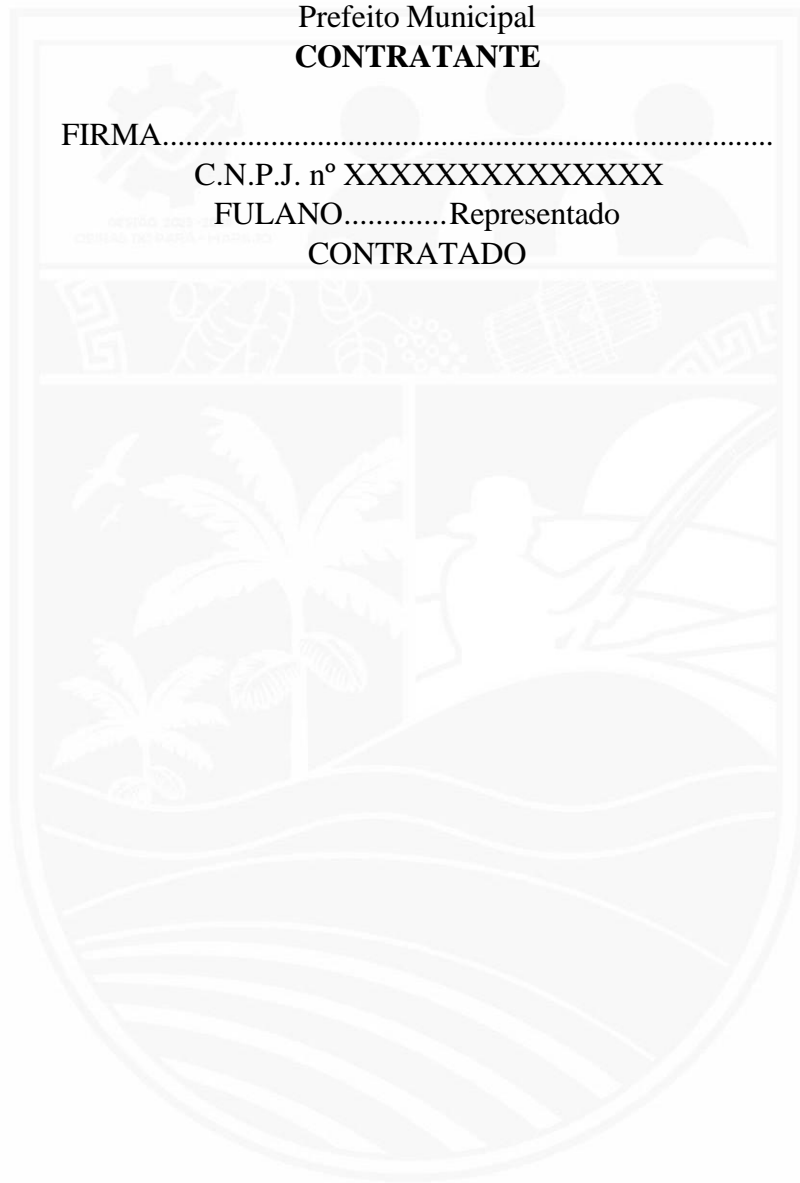 Prefeito Municipal
CONTRATANTE
FIRMA...............................................................................
C.N.P.J. nº XXXXXXXXXXXXXX
FULANO.............Representado
CONTRATADO